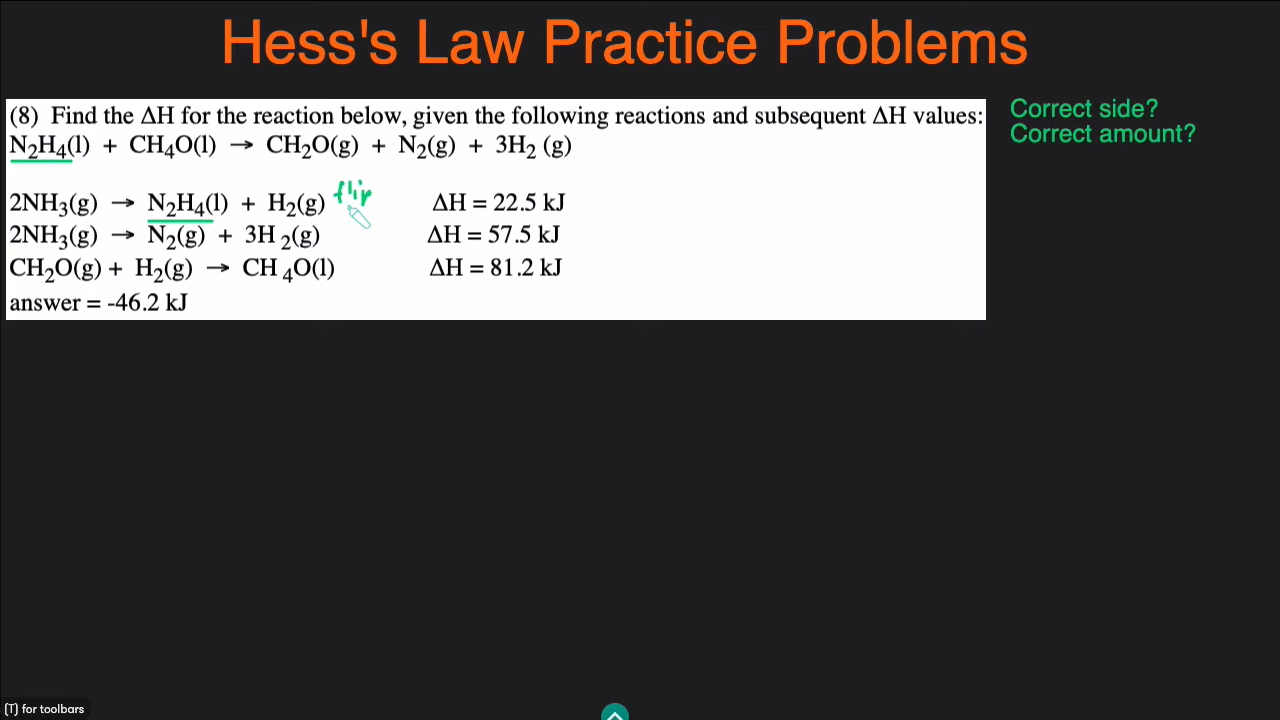 Hess's Law Practice Problems
(8) Find the ΔH for the reaction below, given the following reactions and subsequent ΔH values:
N₂H₄(l) + CH₄O(l) → CH₂O(g) + N₂(g) + 3H₂ (g)
2NH₃(g) → N₂H₄(l) + H₂(g) flip ΔH = 22.5 kJ
2NH₃(g) → N₂(g) + 3H ₂(g) ΔH = 57.5 kJ
CH₂O(g) + H₂(g) → CH ₄O(l) ΔH = 81.2 kJ
answer = -46.2 kJ
Correct side?
Correct amount?
(T) for toolbars